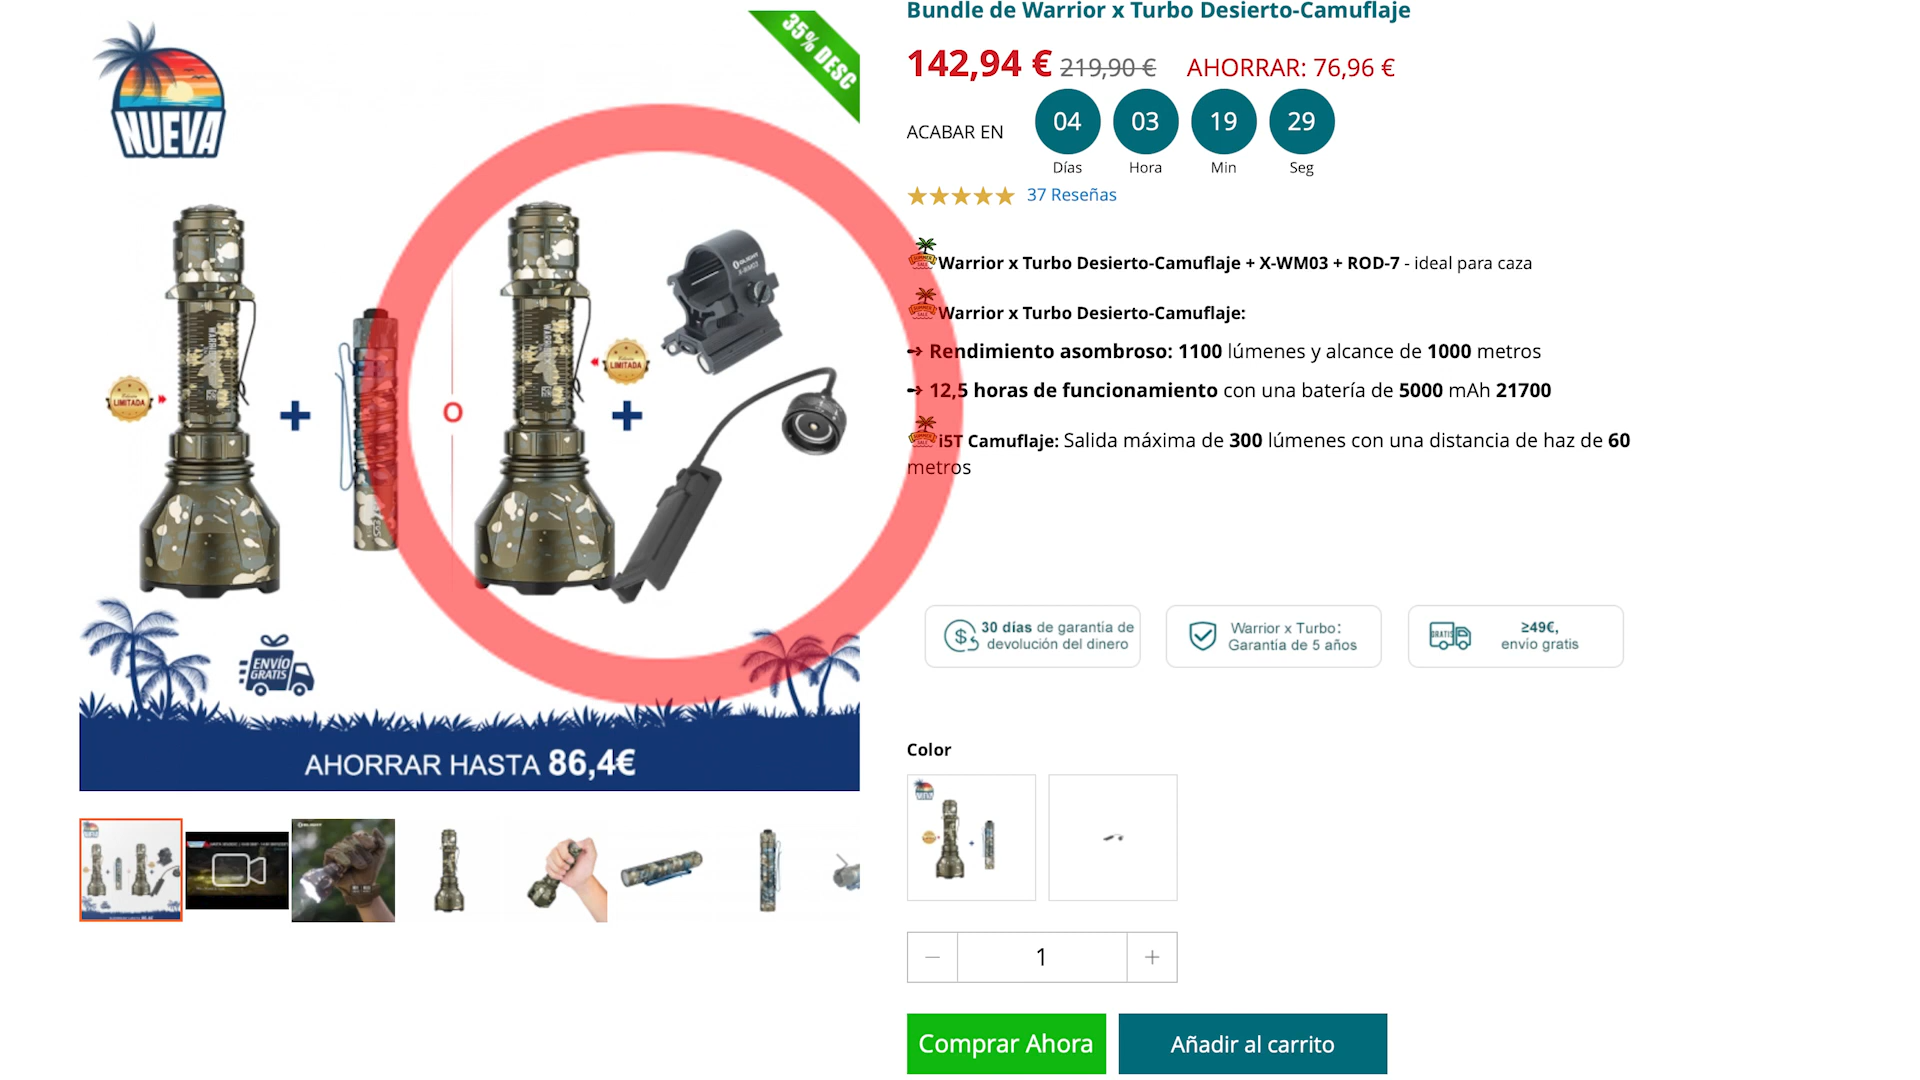 Bundle de Warrior x Turbo Desierto-Camuflaje
142,94 € 219,90 € AHORRAR: 76,96 €
ACABAR EN 04 03 19 29
Días Hora Min Seg
37 Reseñas
Warrior x Turbo Desierto-Camuflaje + X-WM03 + ROD-7 - ideal para caza
Warrior x Turbo Desierto-Camuflaje:
Rendimiento asombroso: 1100 lúmenes y alcance de 1000 metros
12,5 horas de funcionamiento con una batería de 5000 mAh 21700
i5T Camuflaje: Salida máxima de 300 lúmenes con una distancia de haz de 60
metros
30 días de garantía de
devolución del dinero
Warrior x Turbo:
Garantía de 5 años
GRATIS
≥49€,
envío gratis
Color
NUEVA
1
Comprar Ahora
Añadir al carrito
35% DESC
NUEVA
LIMITADA
+
O
LIMITADA
+
OLIGHT
X-WM03
ENVÍO
GRATIS
AHORRAR HASTA 86,4€